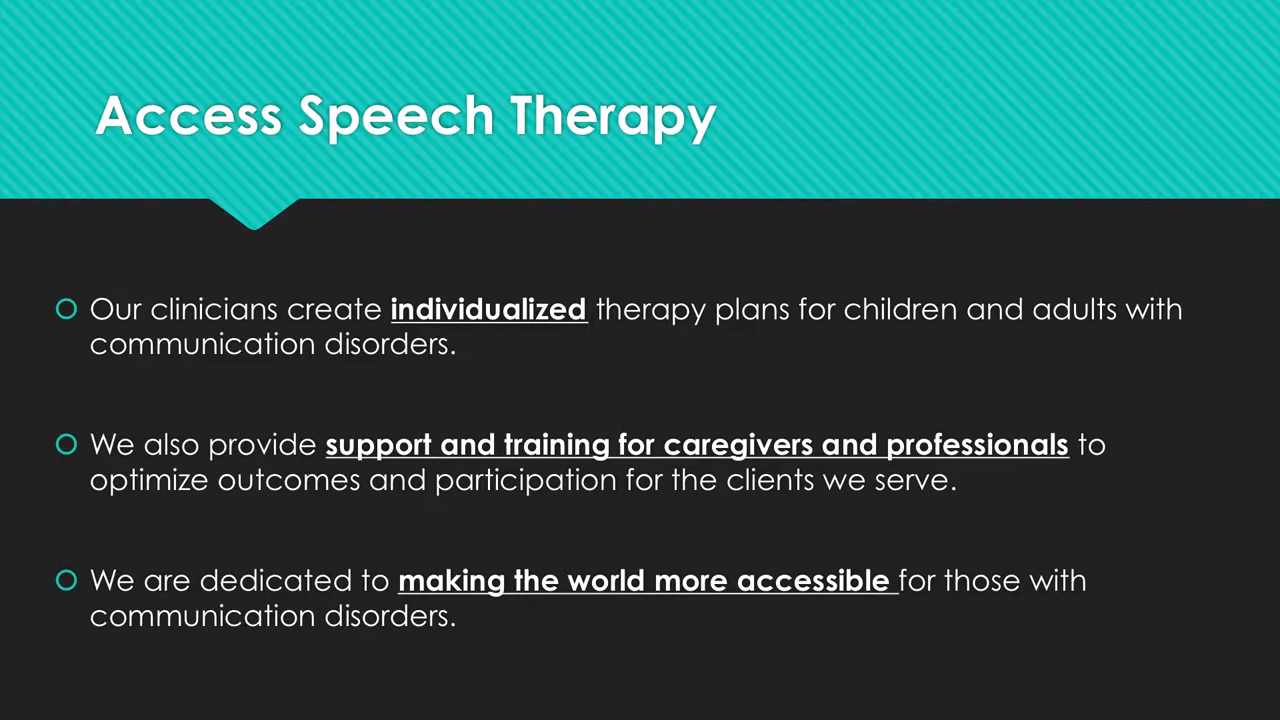 Access Speech Therapy
Our clinicians create individualized therapy plans for children and adults with
communication disorders.
We also provide support and training for caregivers and professionals to
optimize outcomes and participation for the clients we serve.
We are dedicated to making the world more accessible for those with
communication disorders.